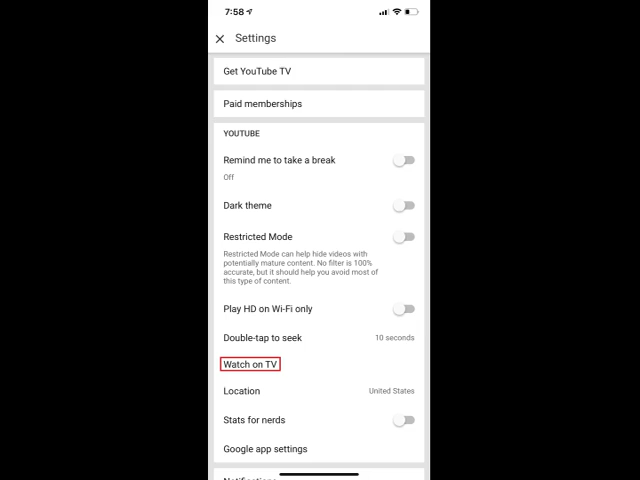 7:58
Settings
Get YouTube TV
Paid memberships
YOUTUBE
Remind me to take a break
Off
Dark theme
Restricted Mode
Restricted Mode can help hide videos with
potentially mature content. No filter is 100%
accurate, but it should help you avoid most of
this type of content.
Play HD on Wi-Fi only
Double-tap to seek 10 seconds
Watch on TV
Location United States
Stats for nerds
Google app settings
Notifications